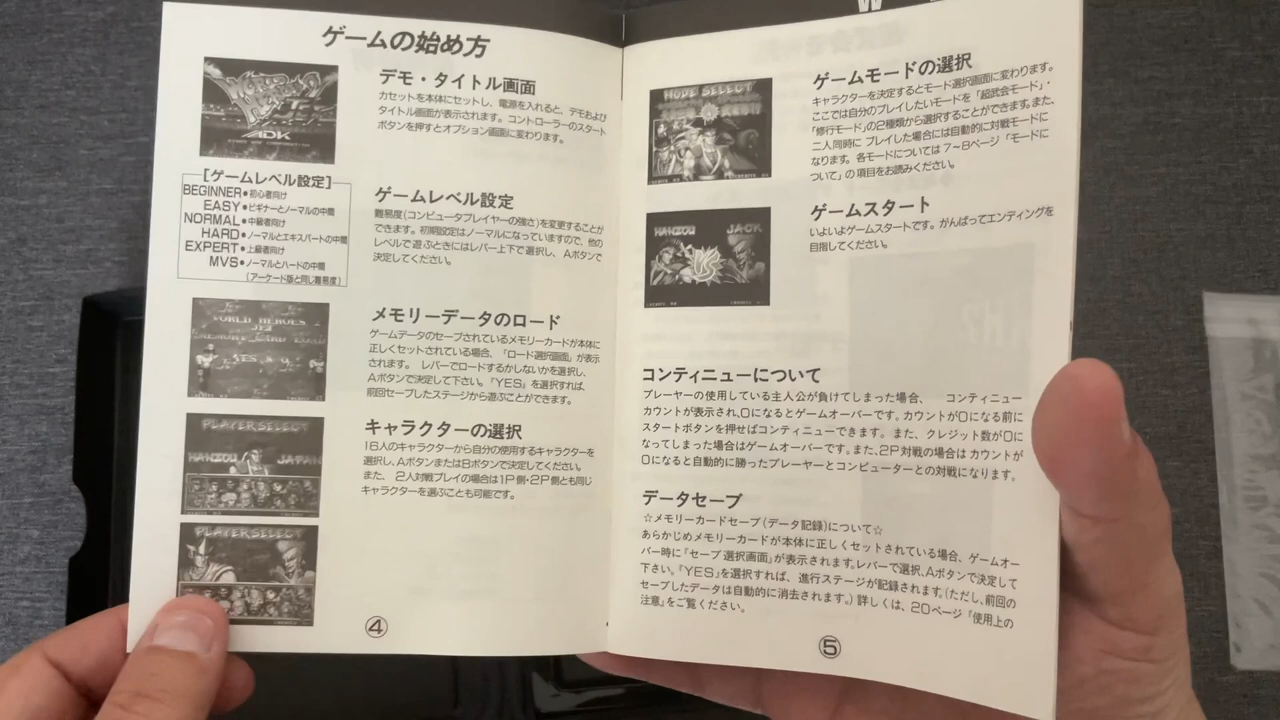 ゲームの始め方
WORLD HEROES 2
JET
ADK
デモ・タイトル画面
カセットを本体にセットし、電源を入れると、デモおよび
タイトル画面が表示されます。コントローラーのスタート
ボタンを押すとオプション画面に変わります。
[ゲームレベル設定]
BEGINNER●初心者向け
EASY●ビギナーとノーマルの中間
NORMAL●中級者向け
HARD●ノーマルとエキスパートの中間
EXPERT●上級者向け
MVS●ノーマルとハードの中間
(アーケード版と同じ難易度)
ゲームレベル設定
難易度(コンピュータプレイヤーの強さ)を変更することが
できます。初期設定はノーマルになっていますので、他の
レベルで遊ぶときにはレバー上下で選択し、Aボタンで
決定してください。
WORLD HEROES 2
JET
MEMORY CARD LOAD
YES
メモリーデータのロード
ゲームデータのセーブされているメモリーカードが本体に
正しくセットされている場合、『ロード選択画面』が表示
されます。レバーでロードするかしないかを選択し、
Aボタンで決定して下さい。『YES』を選択すれば、
前回セーブしたステージから遊ぶことができます。
PLAYER SELECT
HANZOU JAPAN
PLAYER SELECT
キャラクターの選択
16人のキャラクターから自分の使用するキャラクターを
選択し、AボタンまたはBボタンで決定してください。
また、2人対戦プレイの場合は1P側・2P側とも同じ
キャラクターを選ぶことも可能です。
④
MODE SELECT
ゲームモードの選択
キャラクターを決定するとモード選択画面に変わります。
ここでは自分のプレイしたいモードを「超武会モード」・
「修行モード」の2種類から選択することができます。また、
二人同時に プレイした場合には自動的に対戦モードに
なります。各モードについては 7〜8ページ「モードに
ついて」の 項目をお読みください。
HANZOU JACK
VS
ゲームスタート
いよいよゲームスタートです。がんばってエンディングを
目指してください。
コンティニューについて
プレーヤーの使用している主人公が負けてしまった場合、 コンティニュー
カウントが表示され、0になるとゲームオーバーです。カウントが0になる前に
スタートボタンを押せばコンティニューできます。また、クレジット数が0に
なってしまった場合はゲームオーバーです。また、2P対戦の場合は カウントが
0になると自動的に勝ったプレーヤーとコンピューターとの対戦になります。
データセーブ
☆メモリーカードセーブ(データ記録)について☆
あらかじめメモリーカードが本体に正しくセットされている場合、ゲームオー
バー時に『セーブ選択画面』が表示されます。レバーで選択、Aボタンで決定して
下さい。『YES』を選択すれば、進行ステージが記録されます。(ただし、前回の
セーブしたデータは自動的に消去されます。)詳しくは、20ページ『使用上の
注意』をご覧ください。
⑤